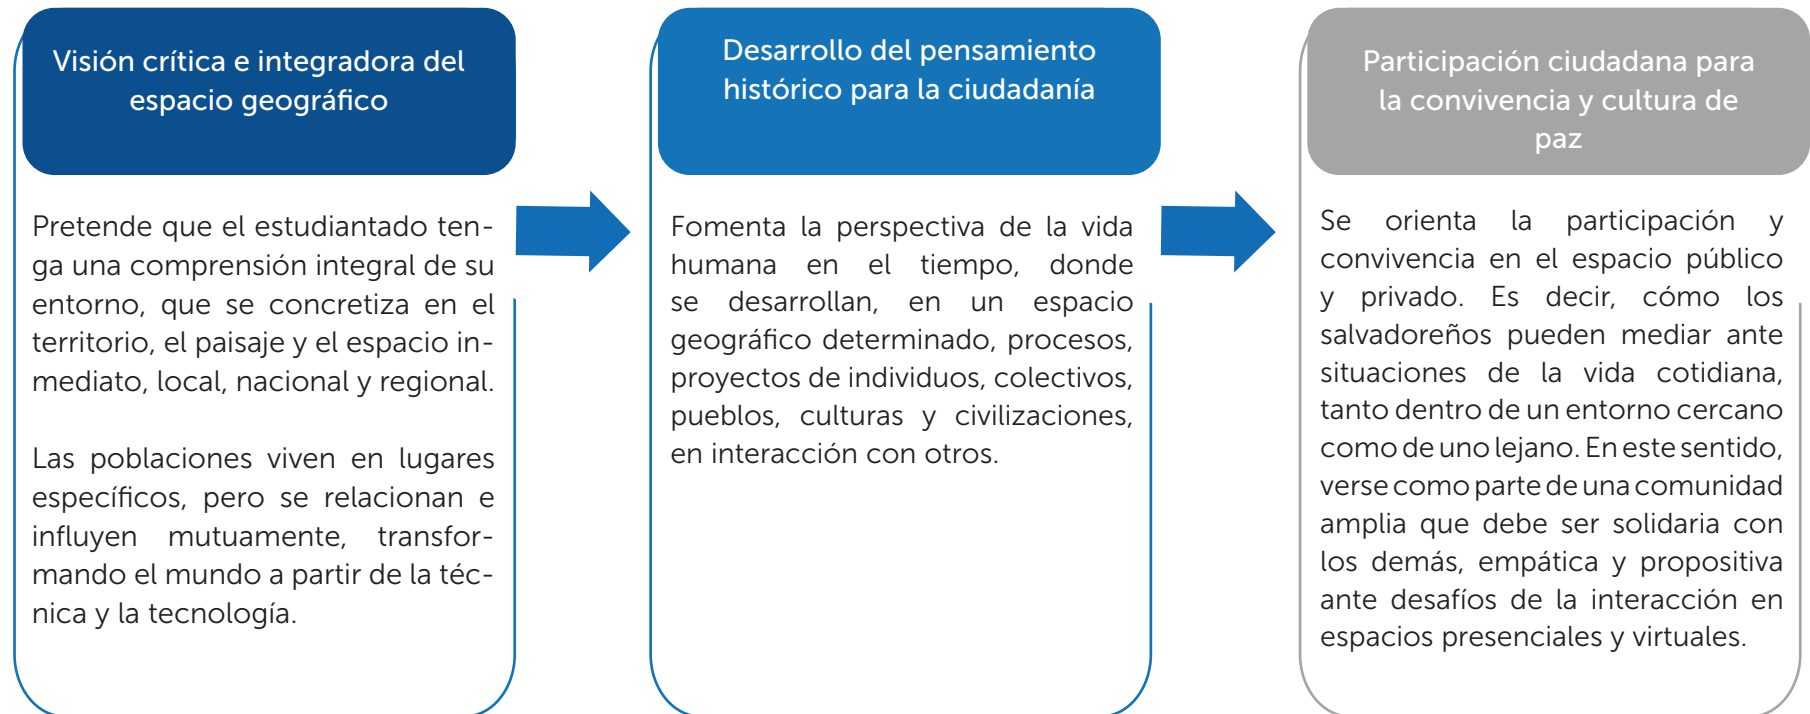 Visión crítica e integradora del
espacio geográfico
Pretende que el estudiantado ten-
ga una comprensión integral de su
entorno, que se concretiza en el
territorio, el paisaje y el espacio in-
mediato, local, nacional y regional.
Las poblaciones viven en lugares
específicos, pero se relacionan e
influyen mutuamente, transfor-
mando el mundo a partir de la téc-
nica y la tecnología.
Desarrollo del pensamiento
histórico para la ciudadanía
Fomenta la perspectiva de la vida
humana en el tiempo, donde
se desarrollan, en un espacio
geográfico determinado, procesos,
proyectos de individuos, colectivos,
pueblos, culturas y civilizaciones,
en interacción con otros.
Participación ciudadana para
la convivencia y cultura de
paz
Se orienta la participación y
convivencia en el espacio público
y privado. Es decir, cómo los
salvadoreños pueden mediar ante
situaciones de la vida cotidiana,
tanto dentro de un entorno cercano
como de uno lejano. En este sentido,
verse como parte de una comunidad
amplia que debe ser solidaria con
los demás, empática y propositiva
ante desafíos de la interacción en
espacios presenciales y virtuales.